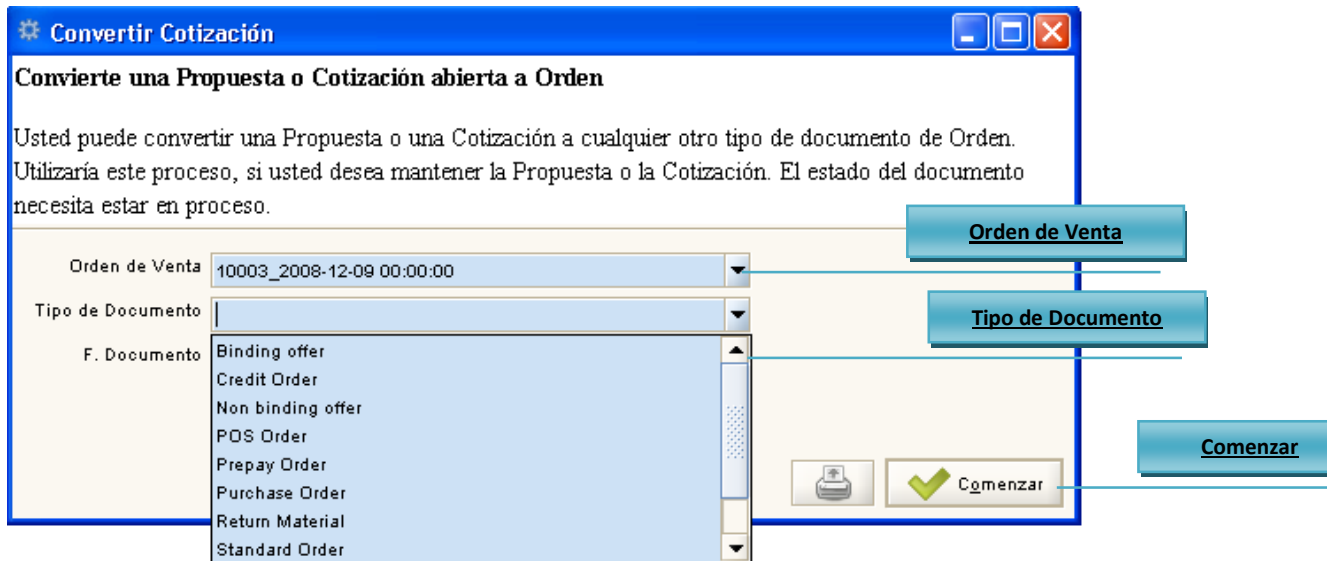 Convertir Cotización
Convierte una Propuesta o Cotización abierta a Orden
Usted puede convertir una Propuesta o una Cotización a cualquier otro tipo de documento de Orden.
Utilizaría este proceso, si usted desea mantener la Propuesta o la Cotización. El estado del documento
necesita estar en proceso.
Orden de Venta
Orden de Venta 10003_2008-12-09 00:00:00
Tipo de Documento
Tipo de Documento
F. Documento
Binding offer
Credit Order
Non binding offer
POS Order
Prepay Order
Purchase Order
Return Material
Standard Order
Comenzar
Comenzar